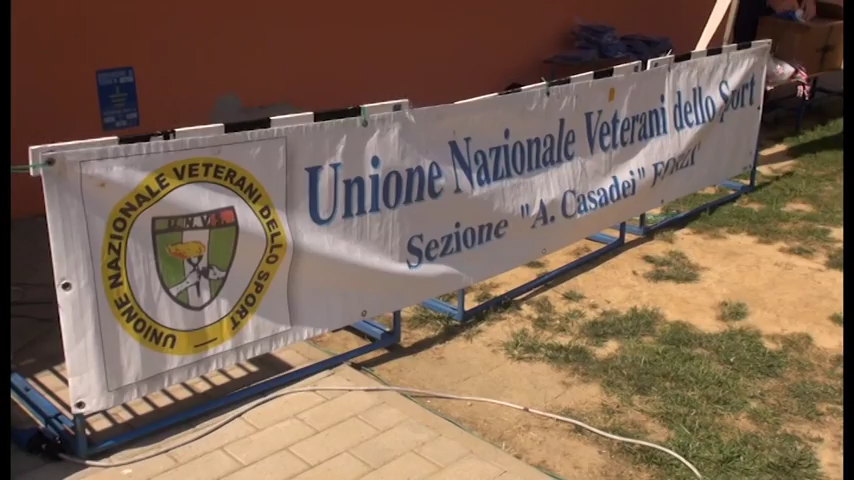 Unione Nazionale Veterani dello Sport
Sezione "A. Casadei" FORLI'
UNIONE NAZIONALE VETERANI DELLO SPORT
U.N.V.S.